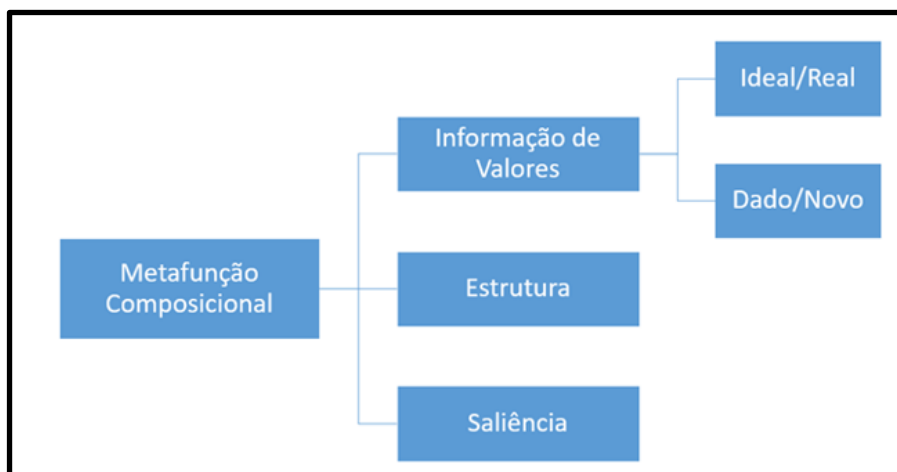 Metafunção
Composicional
Informação de
Valores
Ideal/Real
Dado/Novo
Estrutura
Saliência